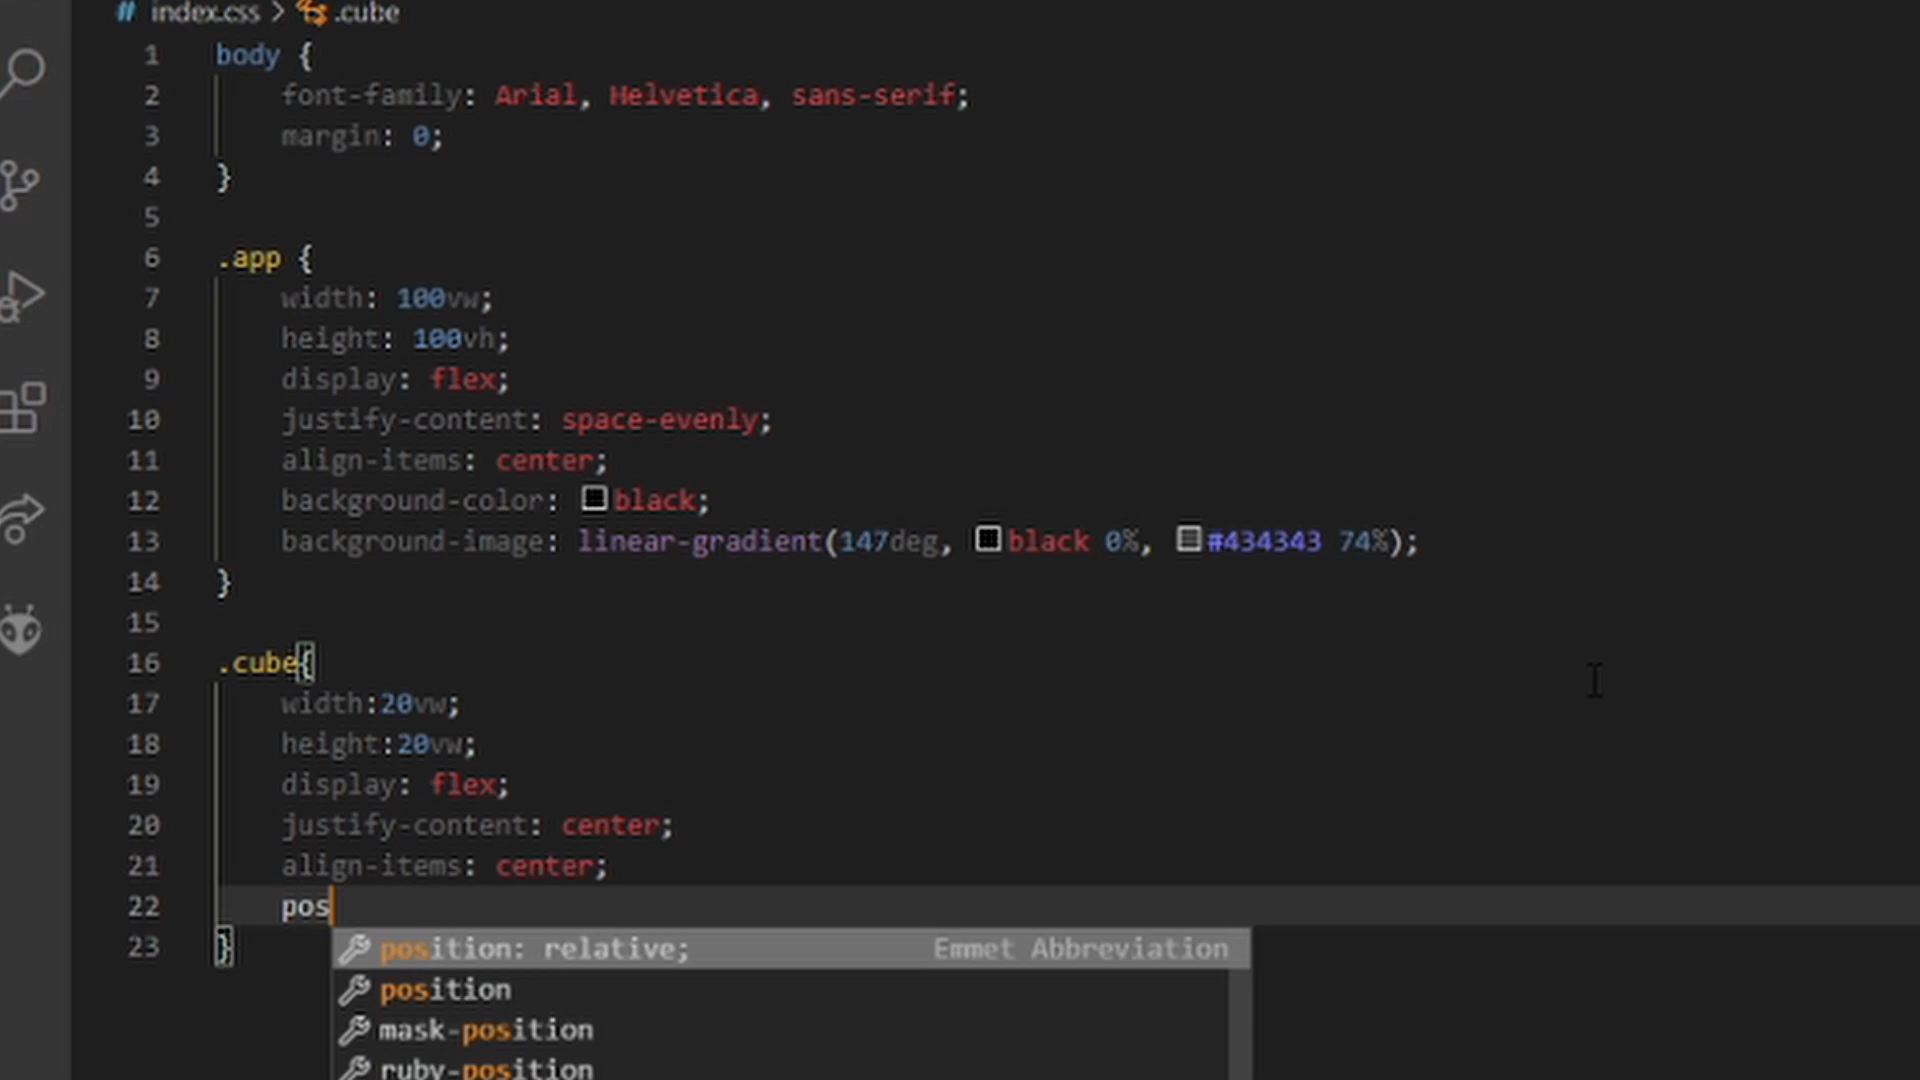 # index.css > .cube
1 body {
2 font-family: Arial, Helvetica, sans-serif;
3 margin: 0;
4 }
5
6 .app {
7 width: 100vw;
8 height: 100vh;
9 display: flex;
10 justify-content: space-evenly;
11 align-items: center;
12 background-color: black;
13 background-image: linear-gradient(147deg, black 0%, #434343 74%);
14 }
15
16 .cube{
17 width:20vw;
18 height:20vw;
19 display: flex;
20 justify-content: center;
21 align-items: center;
22 pos
23 }
position: relative; Emmet Abbreviation
position
mask-position
ruby-position